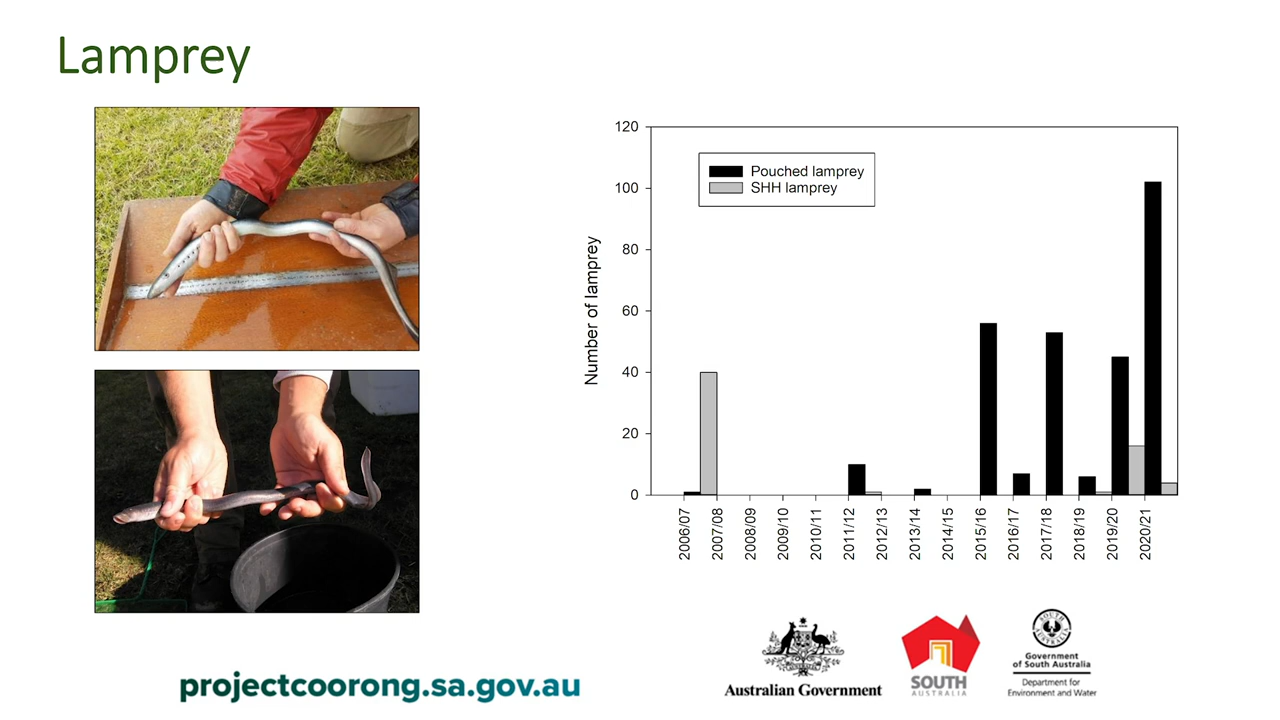 Lamprey
120
100
80
60
40
20
0
Number of lamprey
Pouched lamprey
SHH lamprey
2006/07
2007/08
2008/09
2009/10
2010/11
2011/12
2012/13
2013/14
2014/15
2015/16
2016/17
2017/18
2018/19
2019/20
2020/21
projectcoorong.sa.gov.au
Australian Government
SOUTH
AUSTRALIA
SOUTH
AUSTRALIA
Government
of South Australia
Department for
Environment and Water